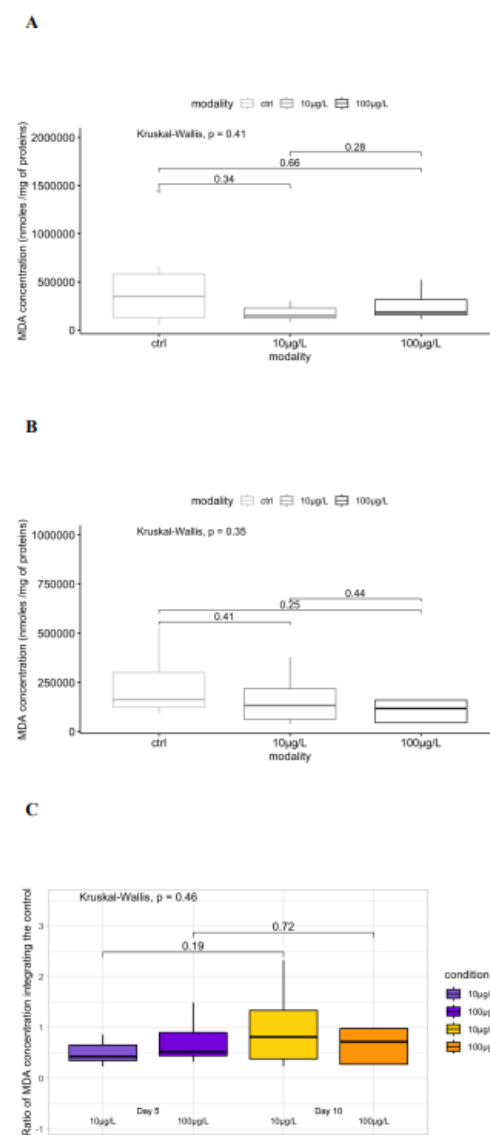 A
modality ctrl 10µg/L 100µg/L
Kruskal-Wallis, p = 0.41
MDA concentration (nmoles /mg of proteins)
2000000
1500000
1000000
500000
0
0.28
0.66
0.34
ctrl 10µg/L 100µg/L
modality
B
modality ctrl 10µg/L 100µg/L
Kruskal-Wallis, p = 0.35
MDA concentration (nmoles /mg of proteins)
1000000
750000
500000
250000
0
0.44
0.25
0.41
ctrl 10µg/L 100µg/L
modality
C
Kruskal-Wallis, p = 0.46
Ratio of MDA concentration integrating the control
3
2
1
0
-1
0.72
0.19
Day 5 Day 10
10µg/L 100µg/L 10µg/L 100µg/L
condition
10µg/
100µg
10µg/
100µg